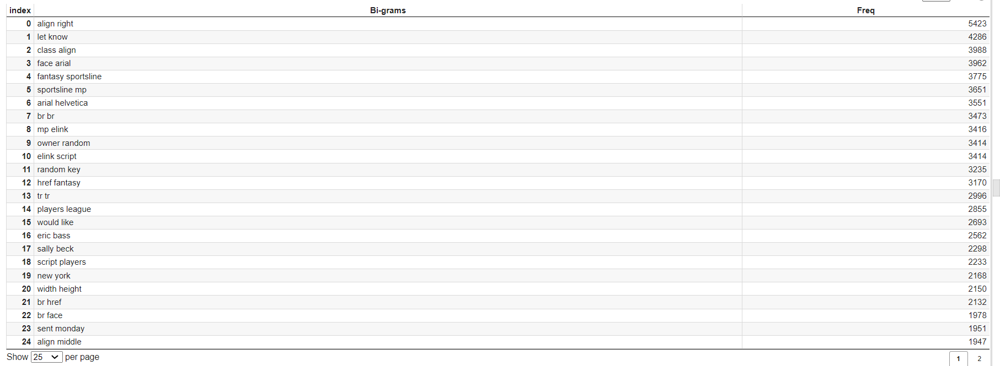 index Bi-grams Freq
0 align right 5423
1 let know 4286
2 class align 3988
3 face arial 3962
4 fantasy sportsline 3775
5 sportsline mp 3651
6 arial helvetica 3551
7 br br 3473
8 mp elink 3416
9 owner random 3414
10 elink script 3414
11 random key 3235
12 href fantasy 3170
13 tr tr 2996
14 players league 2855
15 would like 2693
16 eric bass 2562
17 sally beck 2298
18 script players 2233
19 new york 2168
20 width height 2150
21 br href 2132
22 br face 1978
23 sent monday 1951
24 align middle 1947
Show 25 per page 1 2